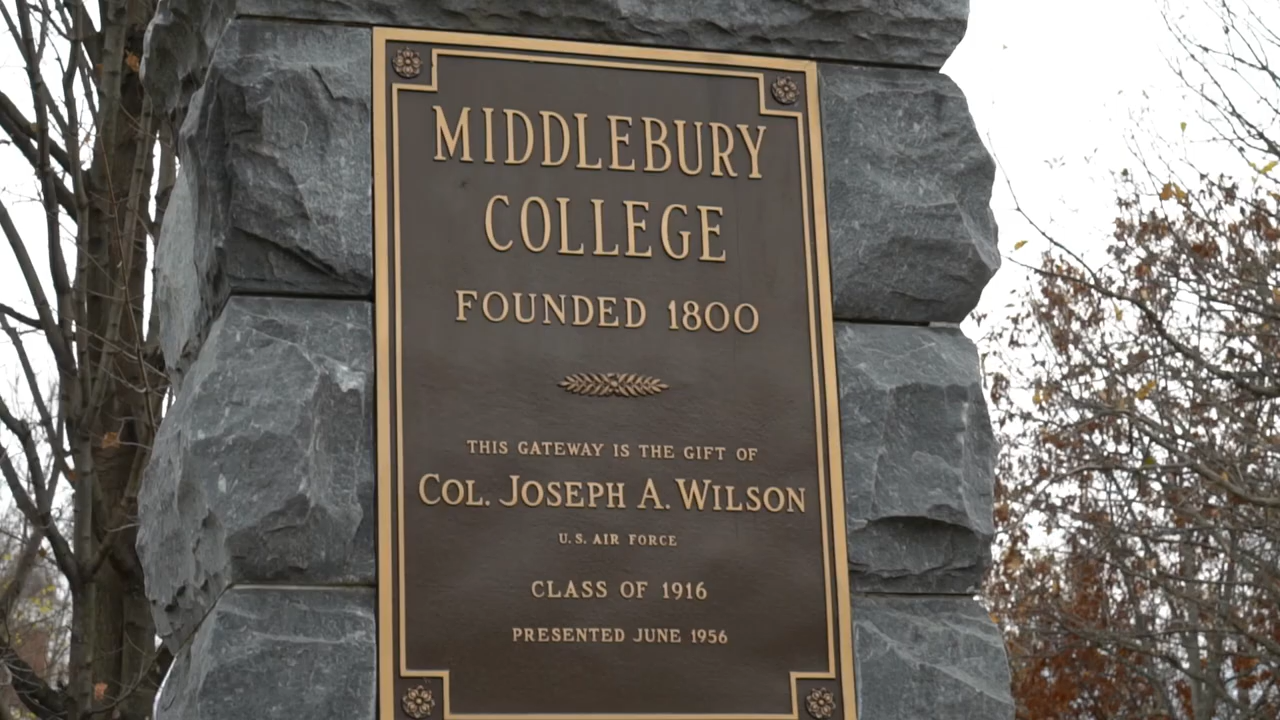 MIDDLEBURY
COLLEGE
FOUNDED 1800
THIS GATEWAY IS THE GIFT OF
COL. JOSEPH A. WILSON
U.S. AIR FORCE
CLASS OF 1916
PRESENTED JUNE 1956